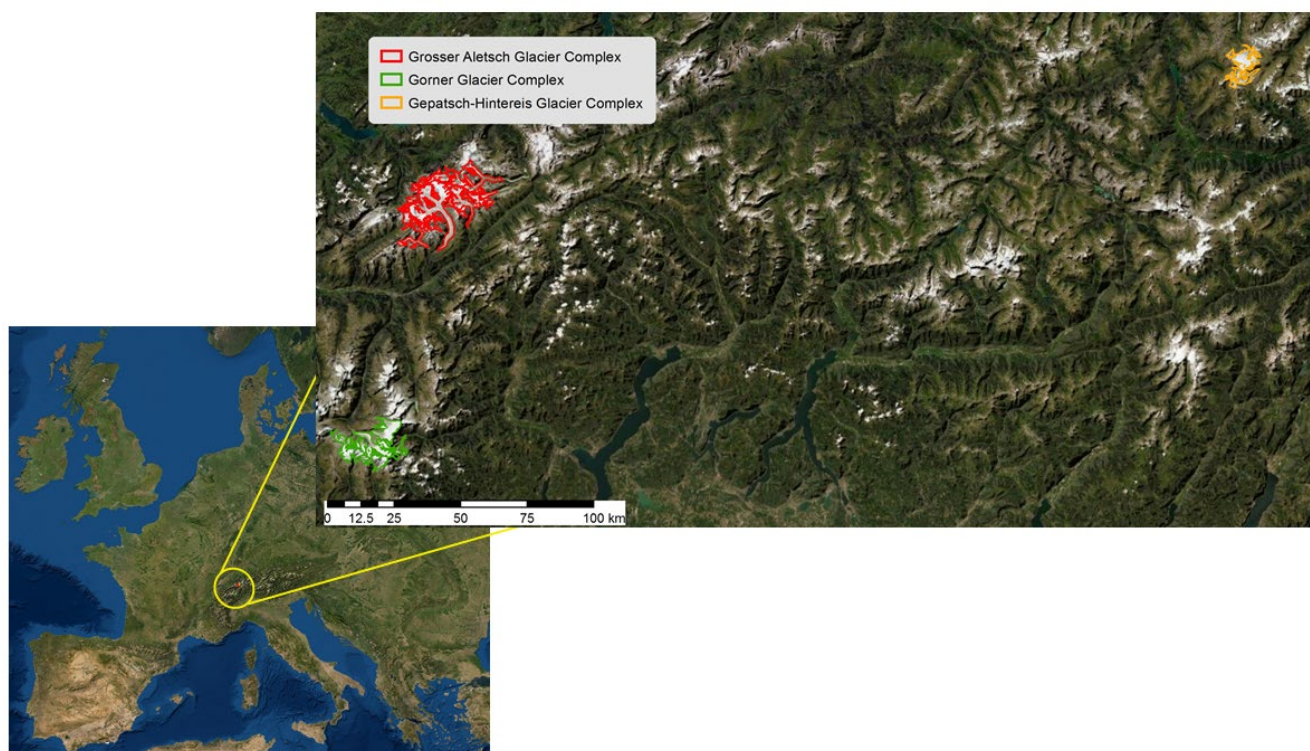 Grosser Aletsch Glacier Complex
Gorner Glacier Complex
Gepatsch-Hintereis Glacier Complex
0 12.5 25 50 75 100 km